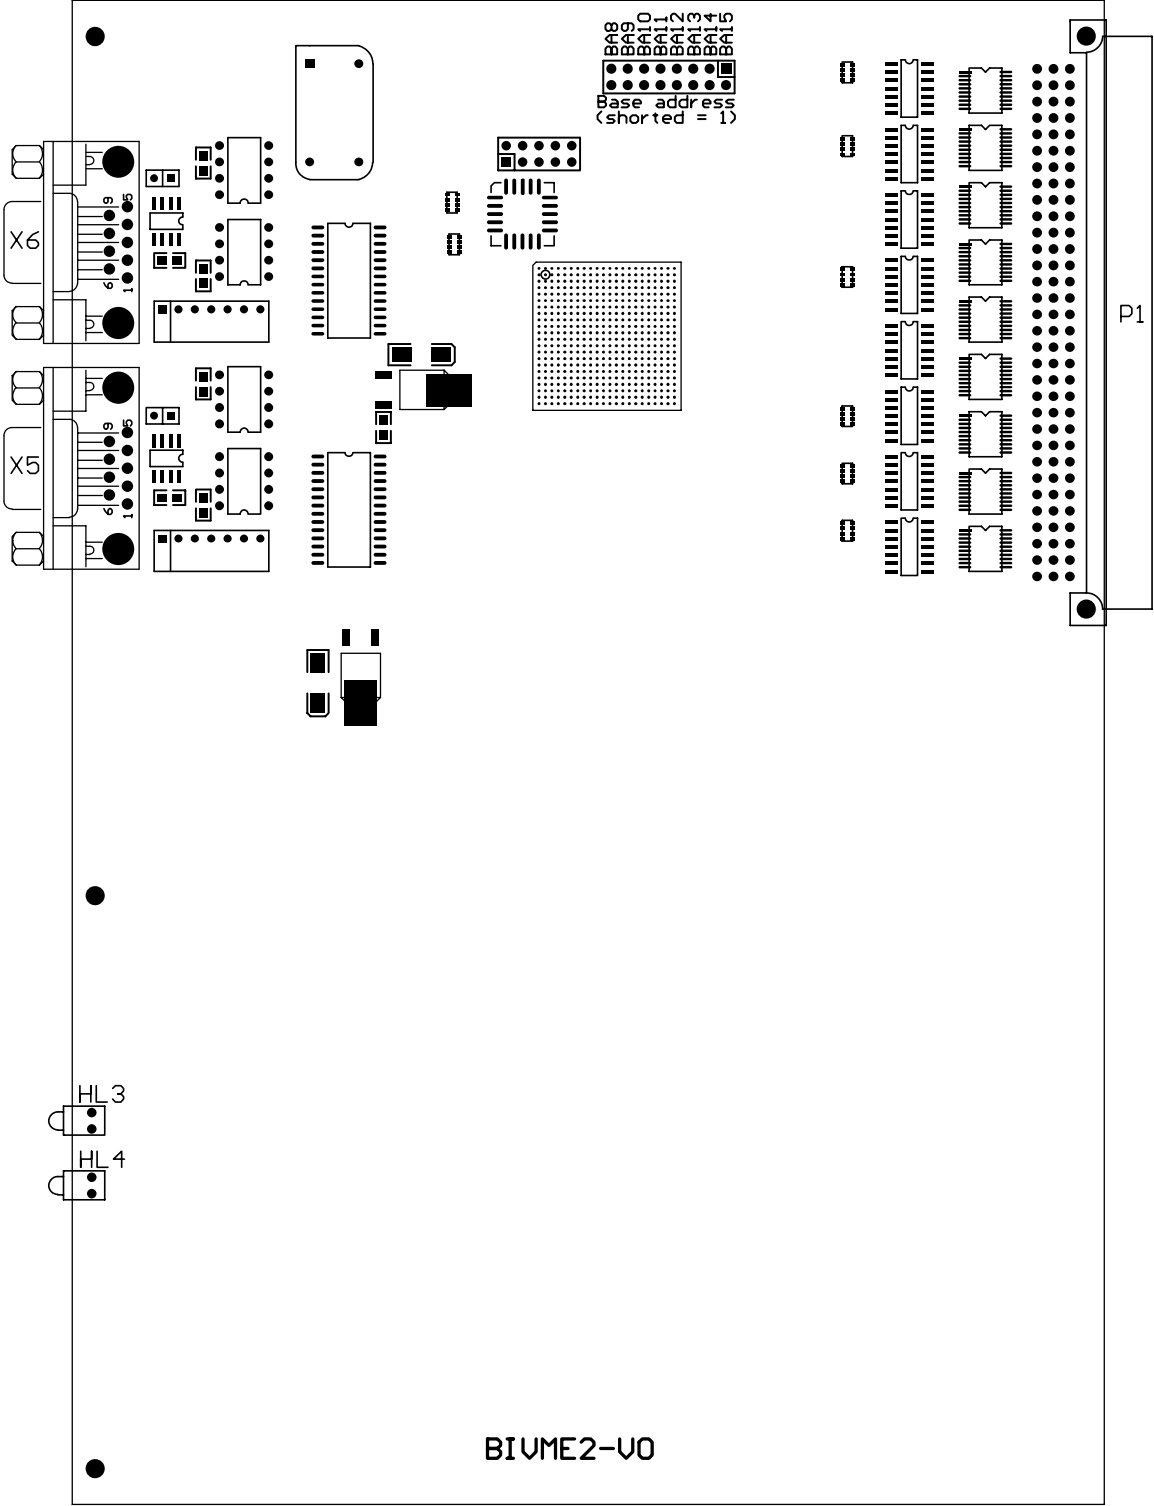 BA8
BA9
BA10
BA11
BA12
BA13
BA14
BA15
Base address
(shorted = 1)
9
5
X6
6
1
P1
9
5
X5
6
1
HL3
HL4
BIVME2-V0